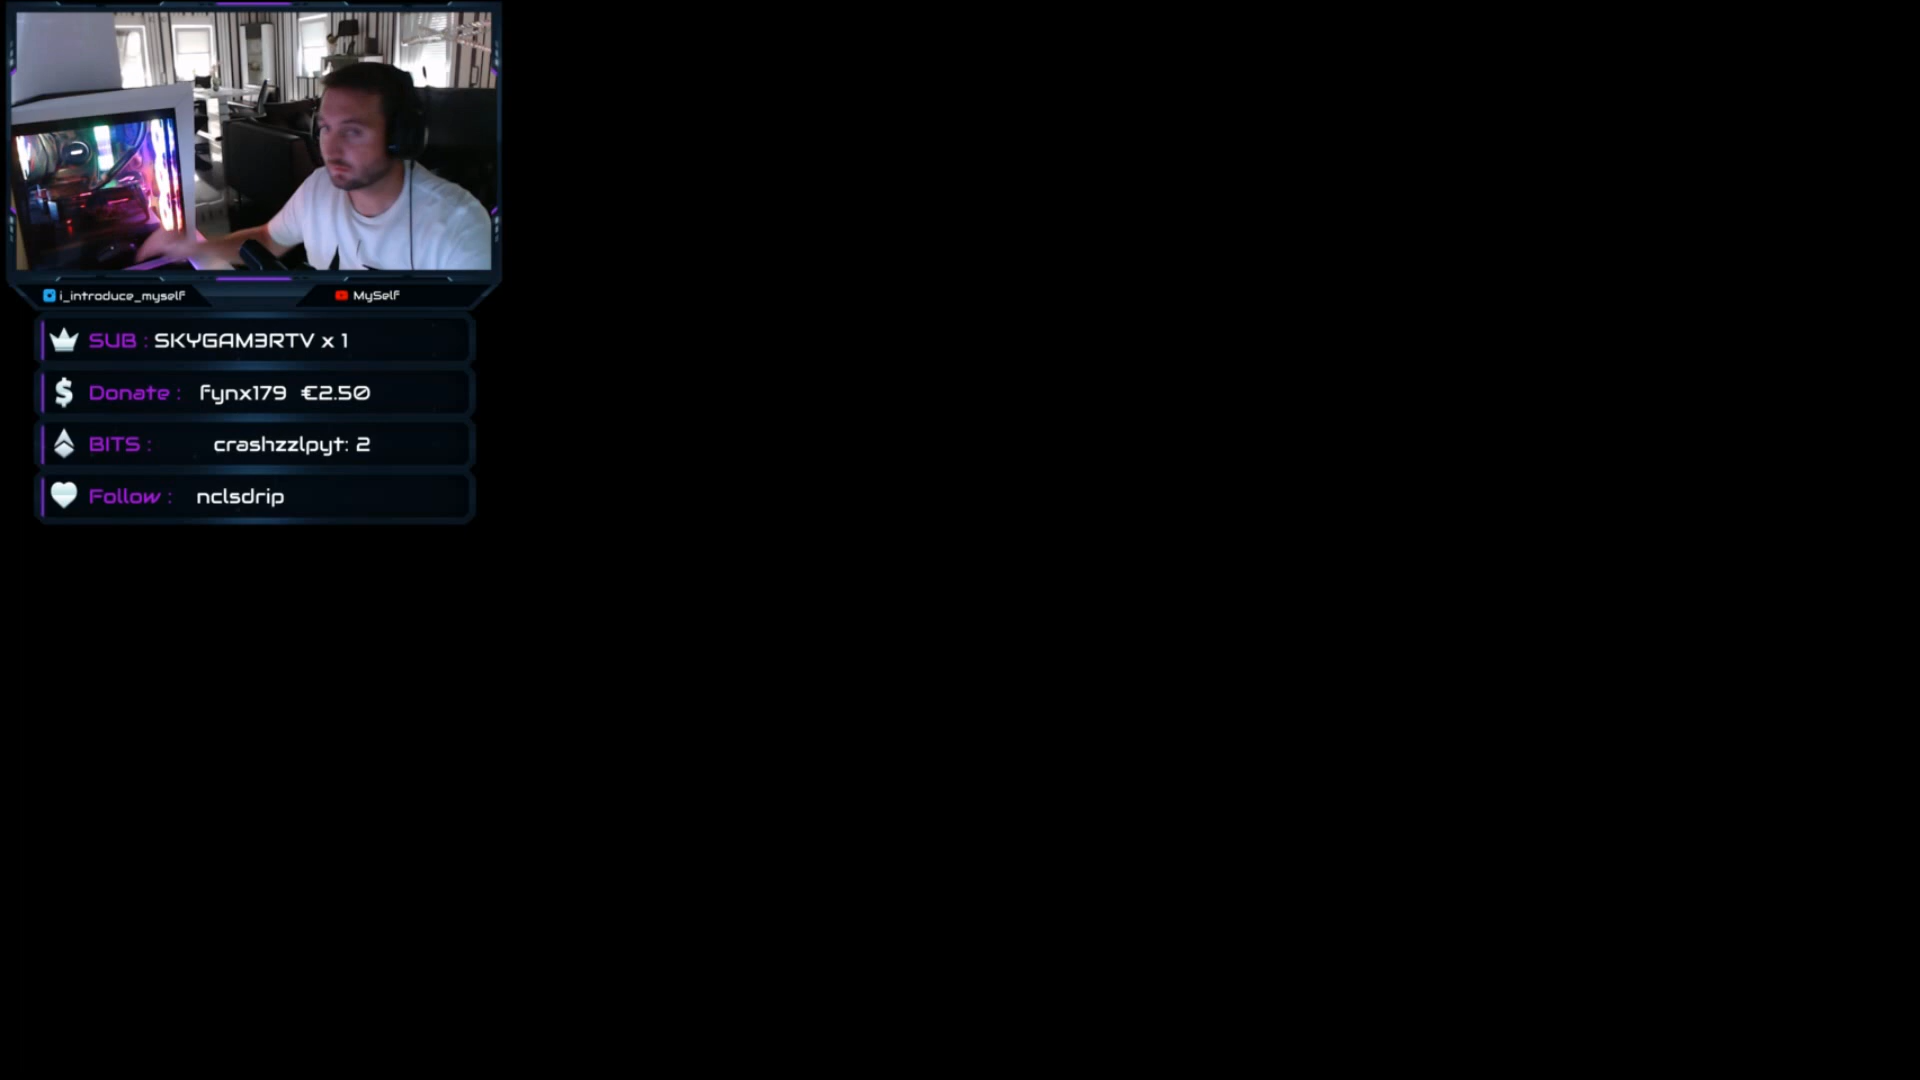 i_introduce_myself
MySelf
SUB : SKYGAM3RTV x 1
Donate : fynx179 €2.50
BITS : crashzzlpyt: 2
Follow : nclsdrip